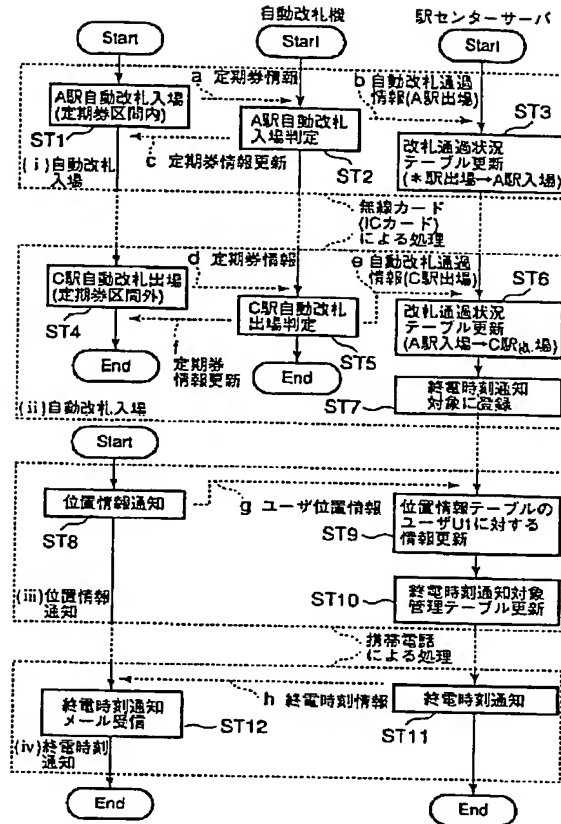 自動改札機
駅センターサーバ
Start
Start
Start
a 定期券情報
b 自動改札通過
情報(A駅出場)
A駅自動改札入場
(定期券区間内)
ST1
A駅自動改札
入場判定
ST2
ST3
改札通過状況
テーブル更新
(*駅出場→A駅入場)
c 定期券情報更新
(i)自動改札
入場
無線カード
(ICカード)
による処理
d 定期券情報
e 自動改札通過
情報(C駅出場)
C駅自動改札出場
(定期券区間外)
ST4
C駅自動改札
出場判定
ST5
ST6
改札通過状況
テーブル更新
(A駅入場→C駅出場)
f 定期券
情報更新
End
End
ST7
終電時刻通知
対象に登録
(ii)自動改札入場
Start
位置情報通知
ST8
g ユーザ位置情報
位置情報テーブルの
ユーザU1に対する
情報更新
ST9
終電時刻通知対象
管理テーブル更新
ST10
(iii)位置情報
通知
携帯電話
による処理
h 終電時刻情報
終電時刻通知
メール受信
ST12
終電時刻通知
ST11
(iv)終電時刻
通知
End
End